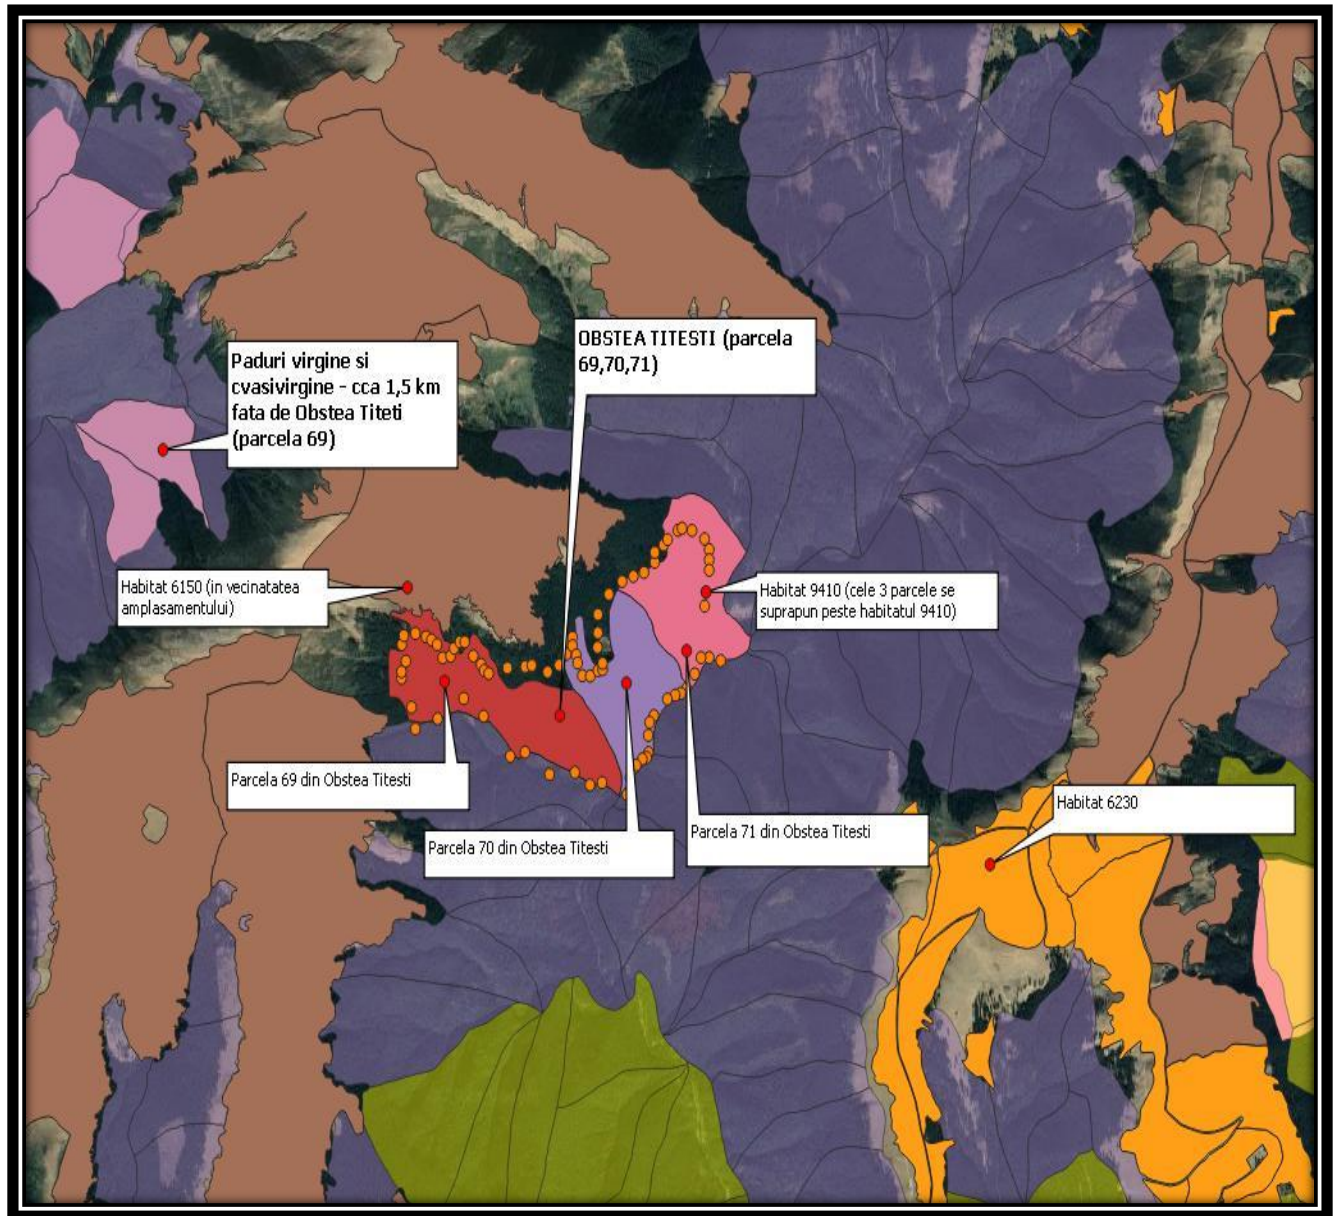 OBSTEA TITESTI (parcela
69,70,71)
Paduri virgine si
cvasivirgine - cca 1,5 km
fata de Obstea Titeti
(parcela 69)
Habitat 6150 (in vecinatatea
amplasamentului)
Habitat 9410 (cele 3 parcele se
suprapun peste habitatul 9410)
Parcela 69 din Obstea Titesti
Parcela 70 din Obstea Titesti
Parcela 71 din Obstea Titesti
Habitat 6230